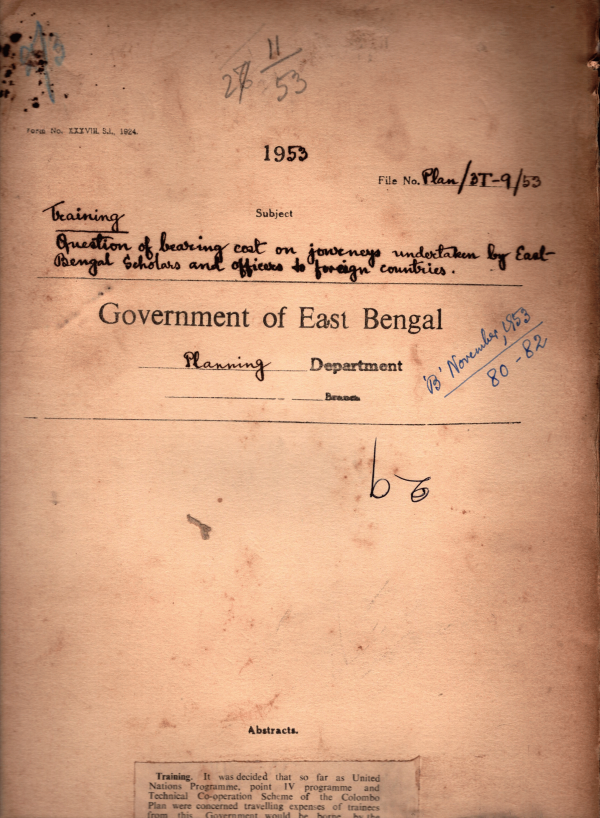 11
53
Form No. XXXVIII. S.I., 1924.
1953
File No. Plan/3T-9/53
Subject
Training
Question of bearing cost on journeys undertaken by East-
Bengal Scholars and officers to foreign countries.
Government of East Bengal
Planning Department
Branch
'B' November, 1953
80-82
Abstracts.
Training. It was decided that so far as United
Nations Programme, point IV programme and
Technical Co-operation Scheme of the Colombo
Plan were concerned travelling expenses of trainees
from this Government would be borne by the